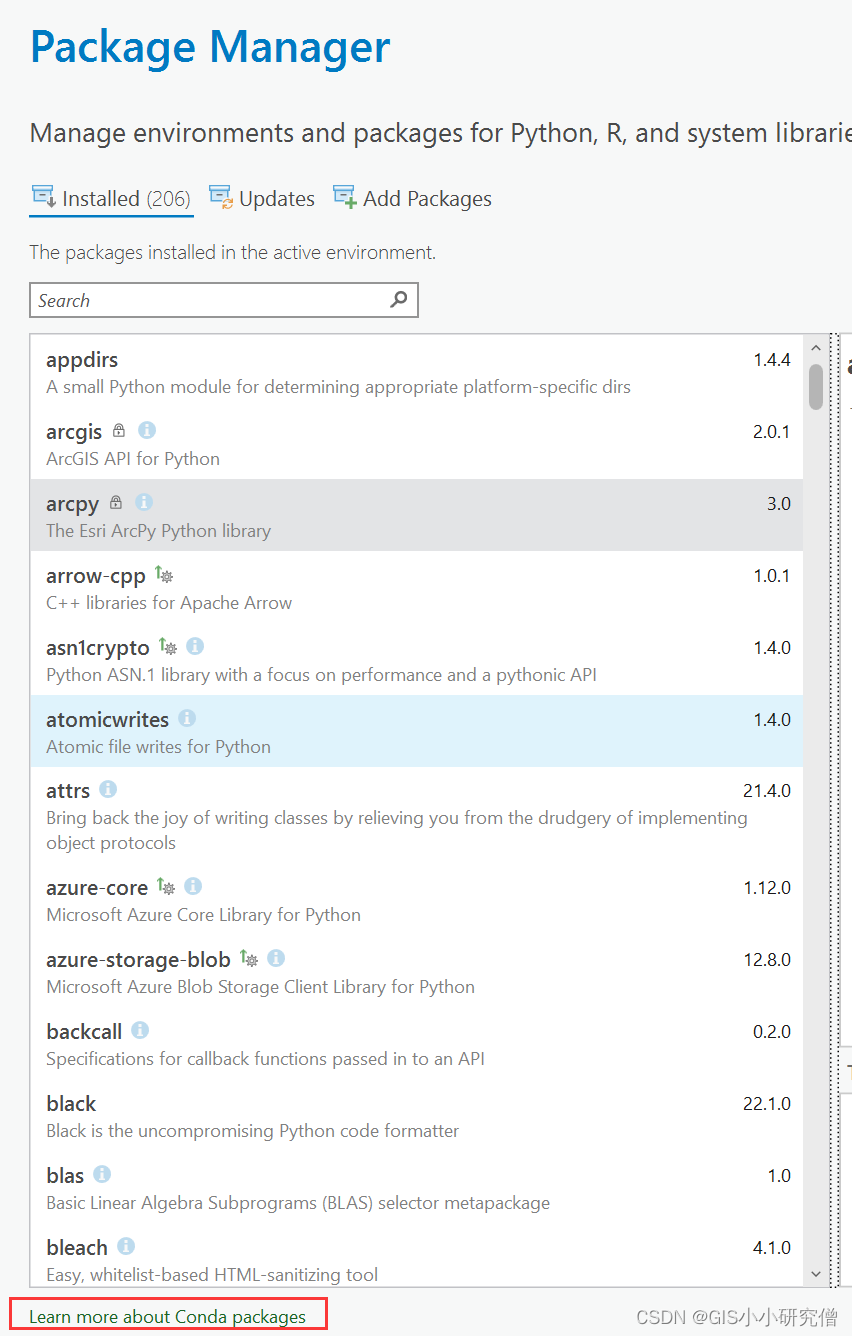 Package Manager
Manage environments and packages for Python, R, and system librarie
Installed (206) Updates Add Packages
The packages installed in the active environment.
Search
appdirs 1.4.4
A small Python module for determining appropriate platform-specific dirs
arcgis 2.0.1
ArcGIS API for Python
arcpy 3.0
The Esri ArcPy Python library
arrow-cpp 1.0.1
C++ libraries for Apache Arrow
asn1crypto 1.4.0
Python ASN.1 library with a focus on performance and a pythonic API
atomicwrites 1.4.0
Atomic file writes for Python
attrs 21.4.0
Bring back the joy of writing classes by relieving you from the drudgery of implementing
object protocols
azure-core 1.12.0
Microsoft Azure Core Library for Python
azure-storage-blob 12.8.0
Microsoft Azure Blob Storage Client Library for Python
backcall 0.2.0
Specifications for callback functions passed in to an API
black 22.1.0
Black is the uncompromising Python code formatter
blas 1.0
Basic Linear Algebra Subprograms (BLAS) selector metapackage
bleach 4.1.0
Easy, whitelist-based HTML-sanitizing tool
Learn more about Conda packages
CSDN @GIS小小研究僧